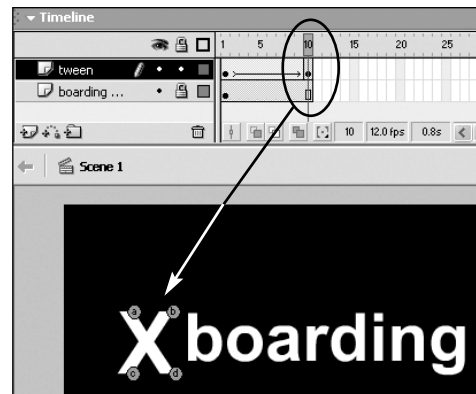 Timeline
1 5 10 15 20 25
tween
boarding ...
10 12.0 fps 0.8s
Scene 1
a b
X boarding
c d